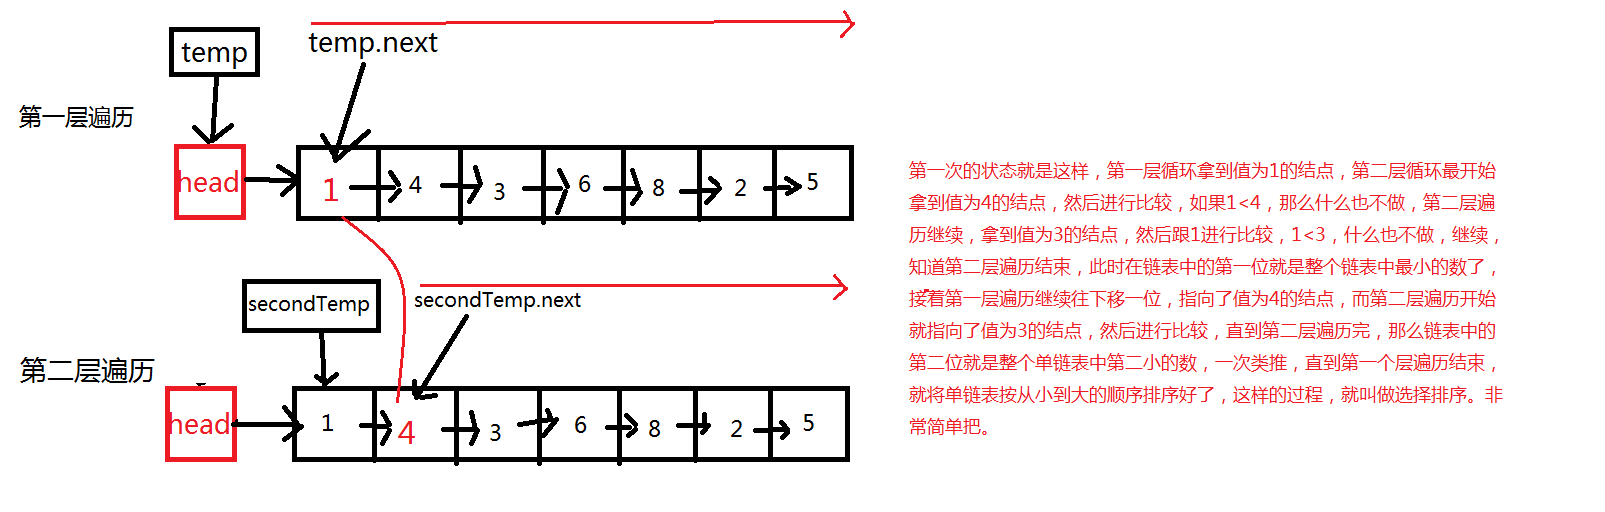 temp
temp.next
第一层遍历
head
1 4 3 6 8 2 5
secondTemp
secondTemp.next
第二层遍历
head
1 4 3 6 8 2 5
第一次的状态就是这样，第一层循环拿到值为1的结点，第二层循环最开始
拿到值为4的结点，然后进行比较，如果1<4，那么什么也不做，第二层遍
历继续，拿到值为3的结点，然后跟1进行比较，1<3，什么也不做，继续，
知道第二层遍历结束，此时在链表中的第一位就是整个链表中最小的数了，
接着第一层遍历继续往下移一位，指向了值为4的结点，而第二层遍历开始
就指向了值为3的结点，然后进行比较，直到第二层遍历完，那么链表中的
第二位就是整个单链表中第二小的数，一次类推，直到第一个层遍历结束，
就将单链表按从小到大的顺序排序好了，这样的过程，就叫做选择排序。非
常简单把。